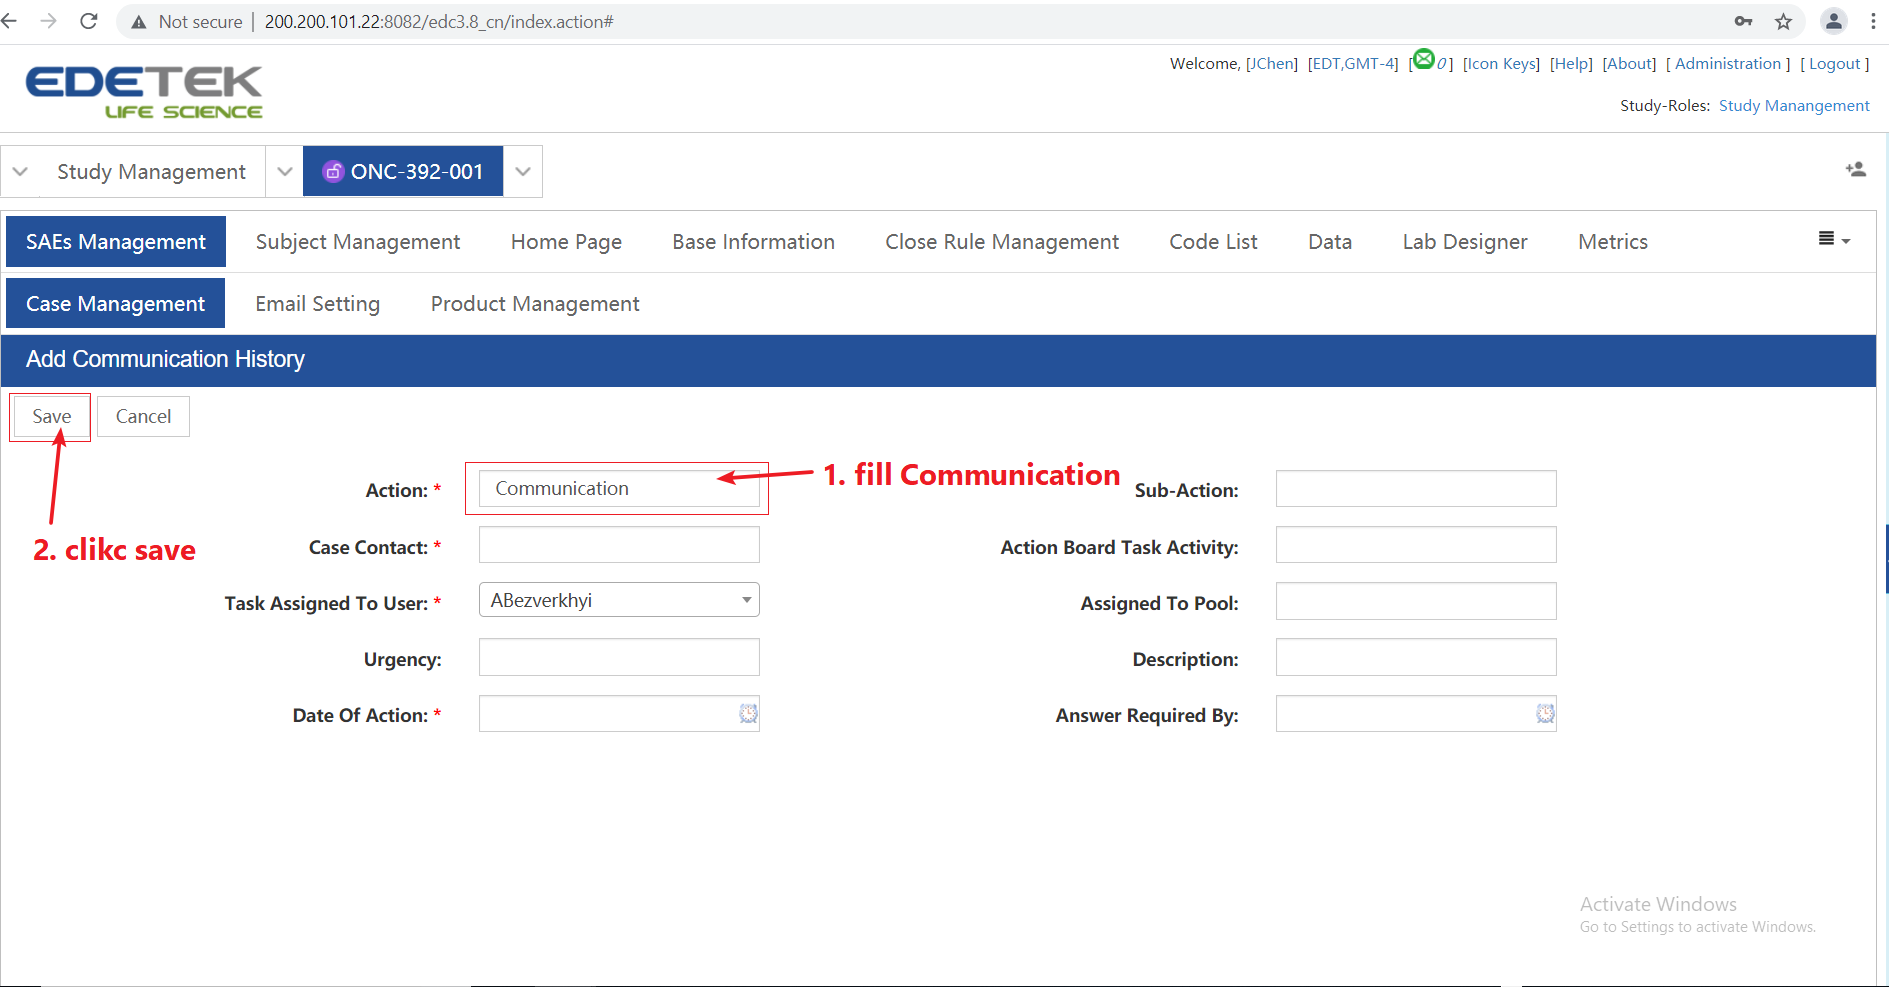 Not secure | 200.200.101.22:8082/edc3.8_cn/index.action#
EDETEK
LIFE SCIENCE
Welcome, [JChen] [EDT,GMT-4] [0] [Icon Keys] [Help] [About] [ Administration ] [ Logout ]
Study-Roles: Study Manangement
Study Management ONC-392-001
SAEs Management Subject Management Home Page Base Information Close Rule Management Code List Data Lab Designer Metrics
Case Management Email Setting Product Management
Add Communication History
Save Cancel
1. fill Communication
Action: * Communication Sub-Action:
2. clikc save
Case Contact: * Action Board Task Activity:
Task Assigned To User: * ABezverkhyi Assigned To Pool:
Urgency: Description:
Date Of Action: * Answer Required By:
Activate Windows
Go to Settings to activate Windows.